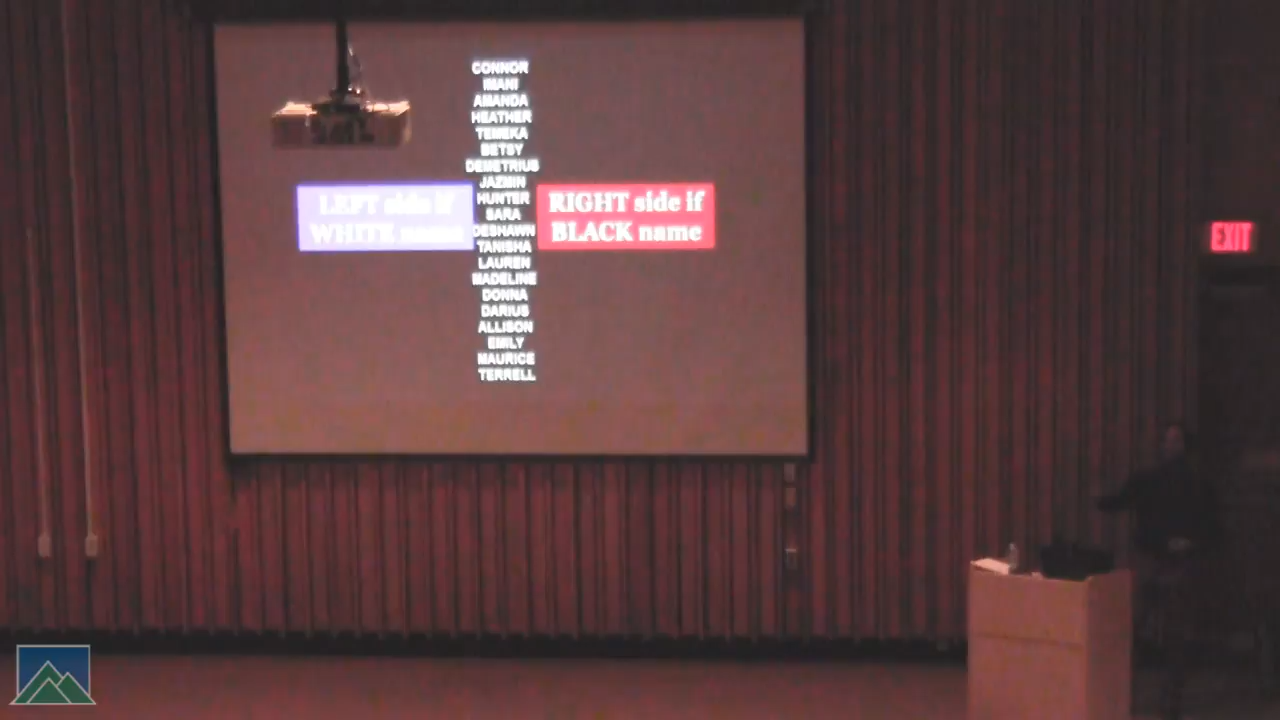 CONNOR
IMANI
AMANDA
HEATHER
TEMEKA
BETSY
DEMETRIUS
JAZMIN
HUNTER
SARA
DESHAWN
TANISHA
LAUREN
MADELINE
DONNA
DARIUS
ALLISON
EMILY
MAURICE
TERRELL
LEFT side if
WHITE name
RIGHT side if
BLACK name
EXIT